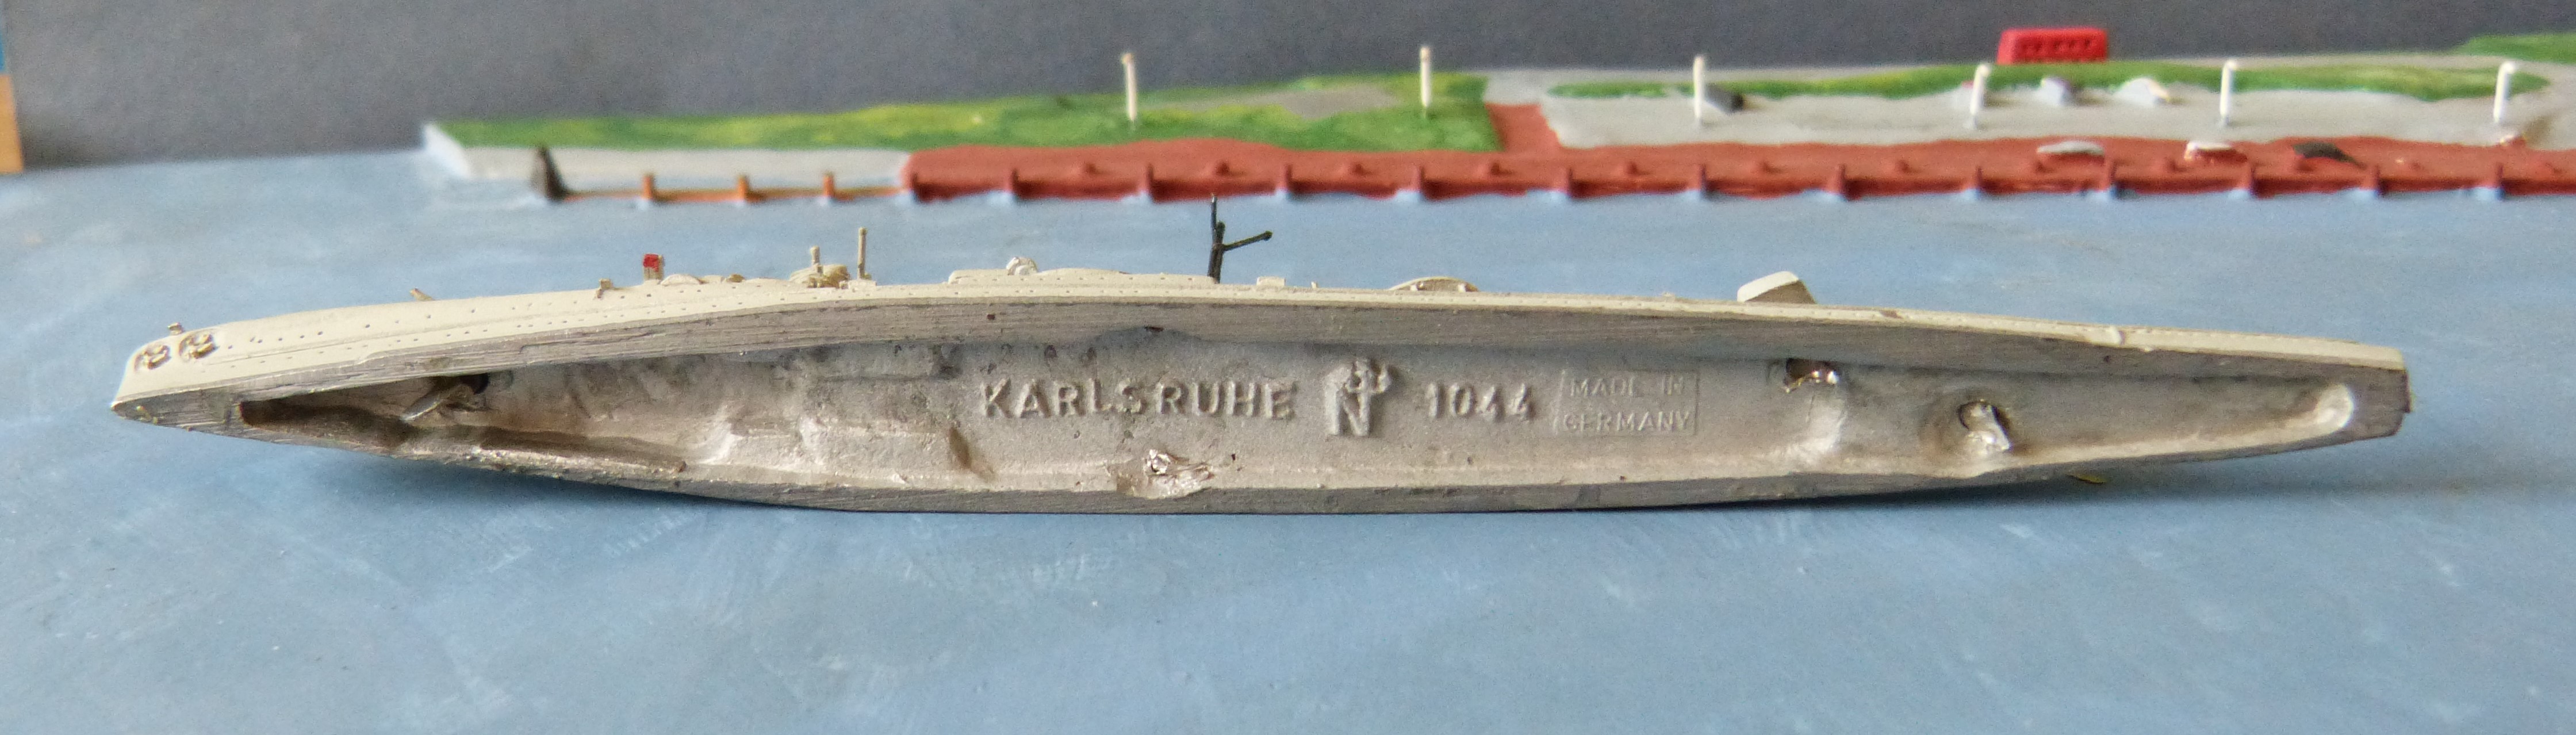 KARLSRUHE N 1044
MADE IN
GERMANY